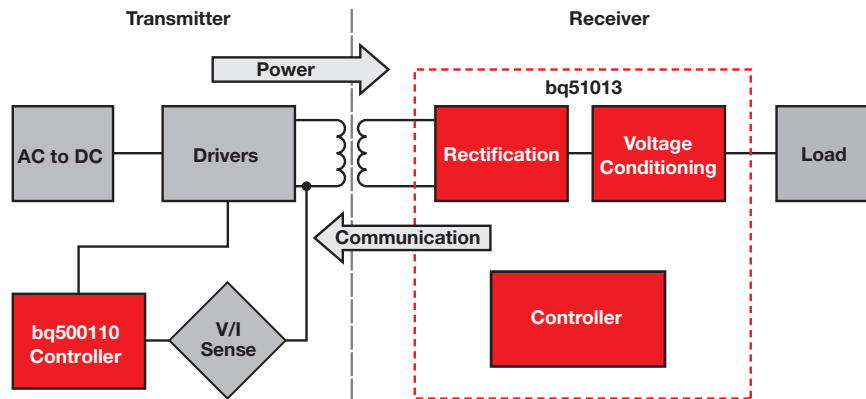 Transmitter
Receiver
Power
bq51013
AC to DC
Drivers
Rectification
Voltage
Conditioning
Load
Communication
bq500110
Controller
V/I
Sense
Controller